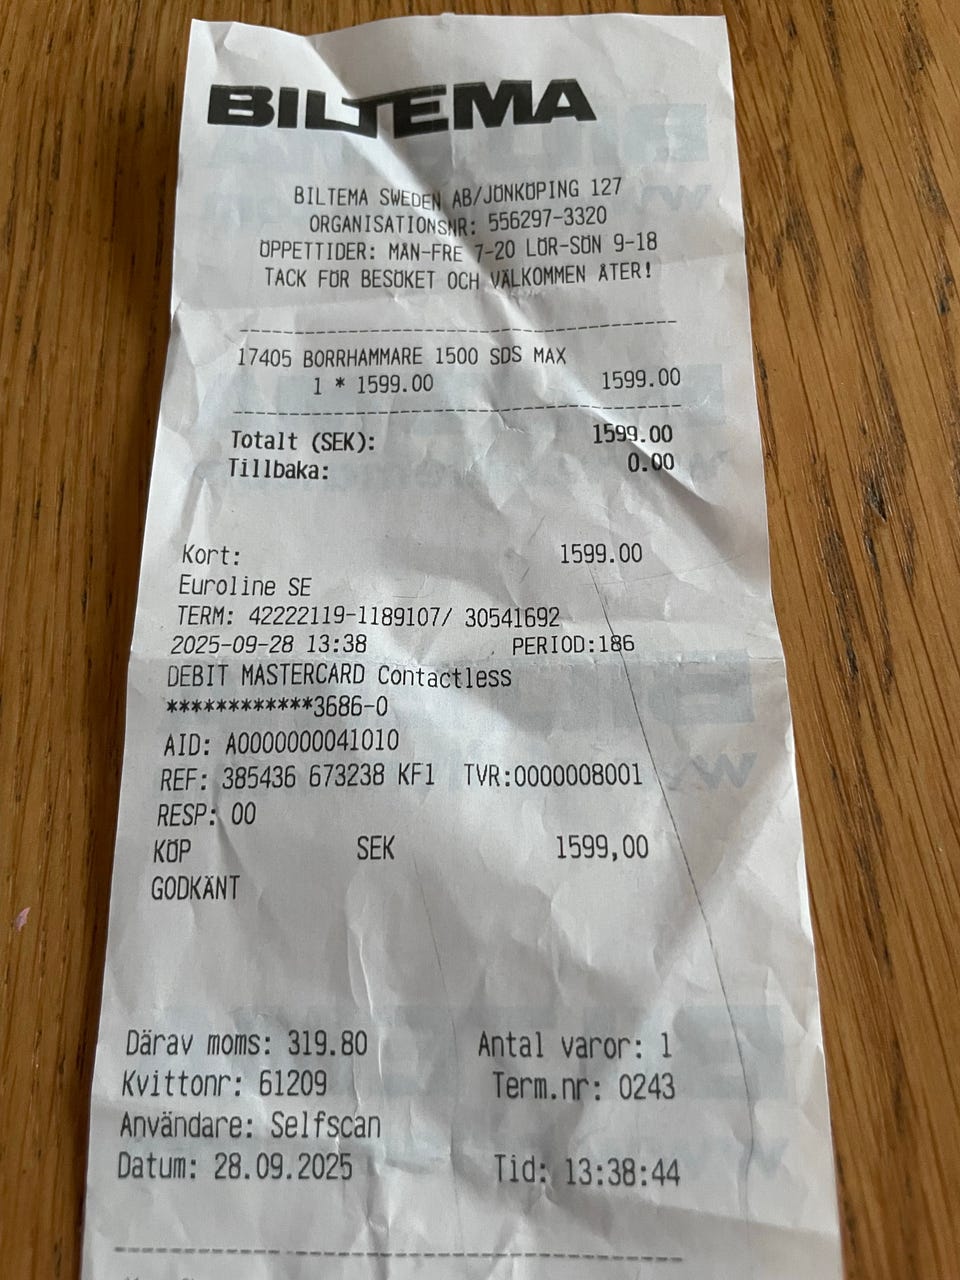 BILTEMA
BILTEMA SWEDEN AB/JÖNKÖPING 127
ORGANISATIONSNR: 556297-3320
ÖPPETTIDER: MÅN-FRE 7-20 LÖR-SÖN 9-18
TACK FÖR BESÖKET OCH VÄLKOMMEN ÅTER!
17405 BORRHAMMARE 1500 SDS MAX
1 * 1599.00 1599.00
Totalt (SEK): 1599.00
Tillbaka: 0.00
Kort: 1599.00
Euroline SE
TERM: 42222119-1189107/ 30541692
2025-09-28 13:38 PERIOD:186
DEBIT MASTERCARD Contactless
************3686-0
AID: A0000000041010
REF: 385436 673238 KF1 TVR:0000008001
RESP: 00
KÖP SEK 1599,00
GODKÄNT
Därav moms: 319.80 Antal varor: 1
Kvittonr: 61209 Term.nr: 0243
Användare: Selfscan
Datum: 28.09.2025 Tid: 13:38:44